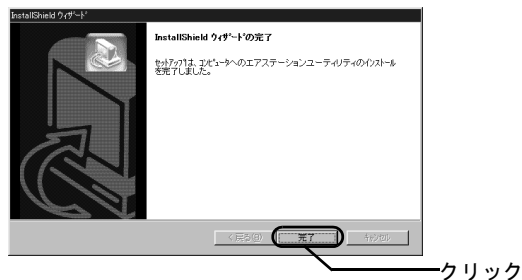 InstallShield ｳｨｻﾞｰﾄﾞ
InstallShield ｳｨｻﾞｰﾄﾞの完了
ｾｯﾄｱｯﾌﾟは、ｺﾝﾋﾟｭｰﾀへのエアステーションユーティリティのｲﾝｽﾄｰﾙ
を完了しました。
< 戻る(B)
完了
ｷｬﾝｾﾙ
クリック